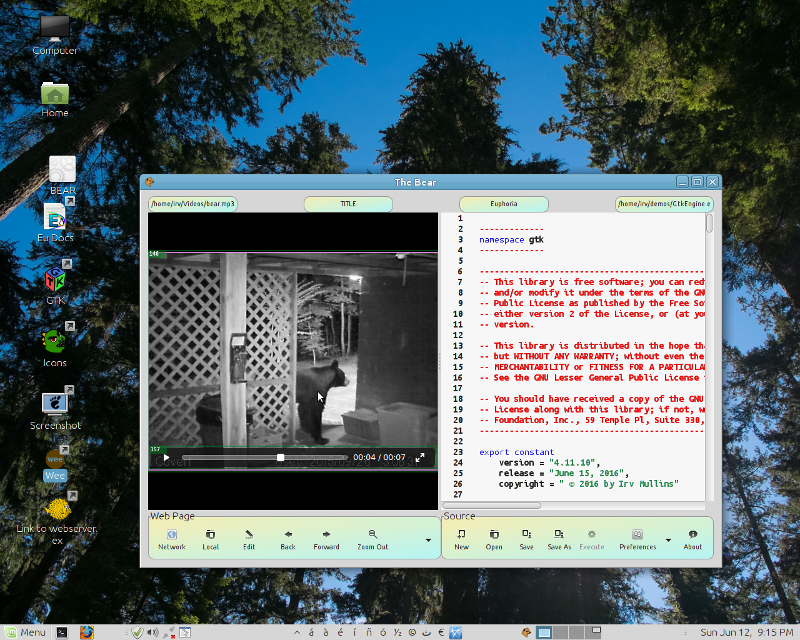 Computer
Home
BEAR
Eu Docs
GTK
Icons
Screenshot
wee
wee
Wee
Link to webserver.
ex
The Bear
/home/irv/Videos/bear.mp3
TITLE
Euphoria
/home/irv/demos/GtkEngine.e
148
157
00:04 / 00:07
1
2 -------------
3 namespace gtk
4 -------------
5
6 ----------------------------------------
7 -- This library is free software; you can red
8 -- and/or modify it under the terms of the GN
9 -- Public License as published by the Free So
10 -- either version 2 of the License, or (at yo
11 -- version.
12
13 -- This library is distributed in the hope th
14 -- but WITHOUT ANY WARRANTY; without even the
15 -- MERCHANTABILITY or FITNESS FOR A PARTICULA
16 -- See the GNU Lesser General Public License
17
18 -- You should have received a copy of the GNU
19 -- License along with this library; if not, w
20 -- Foundation, Inc., 59 Temple Pl, Suite 330,
21 ----------------------------------------
22
23 export constant
24 version = "4.11.10",
25 release = "June 15, 2016",
26 copyright = " © 2016 by Irv Mullins"
27
Web Page
Network Local Edit Back Forward Zoom Out
Source
New Open Save Save As Execute Preferences About
Menu
á à é í ñ ó ½ © ت €
Sun Jun 12, 9:15 PM